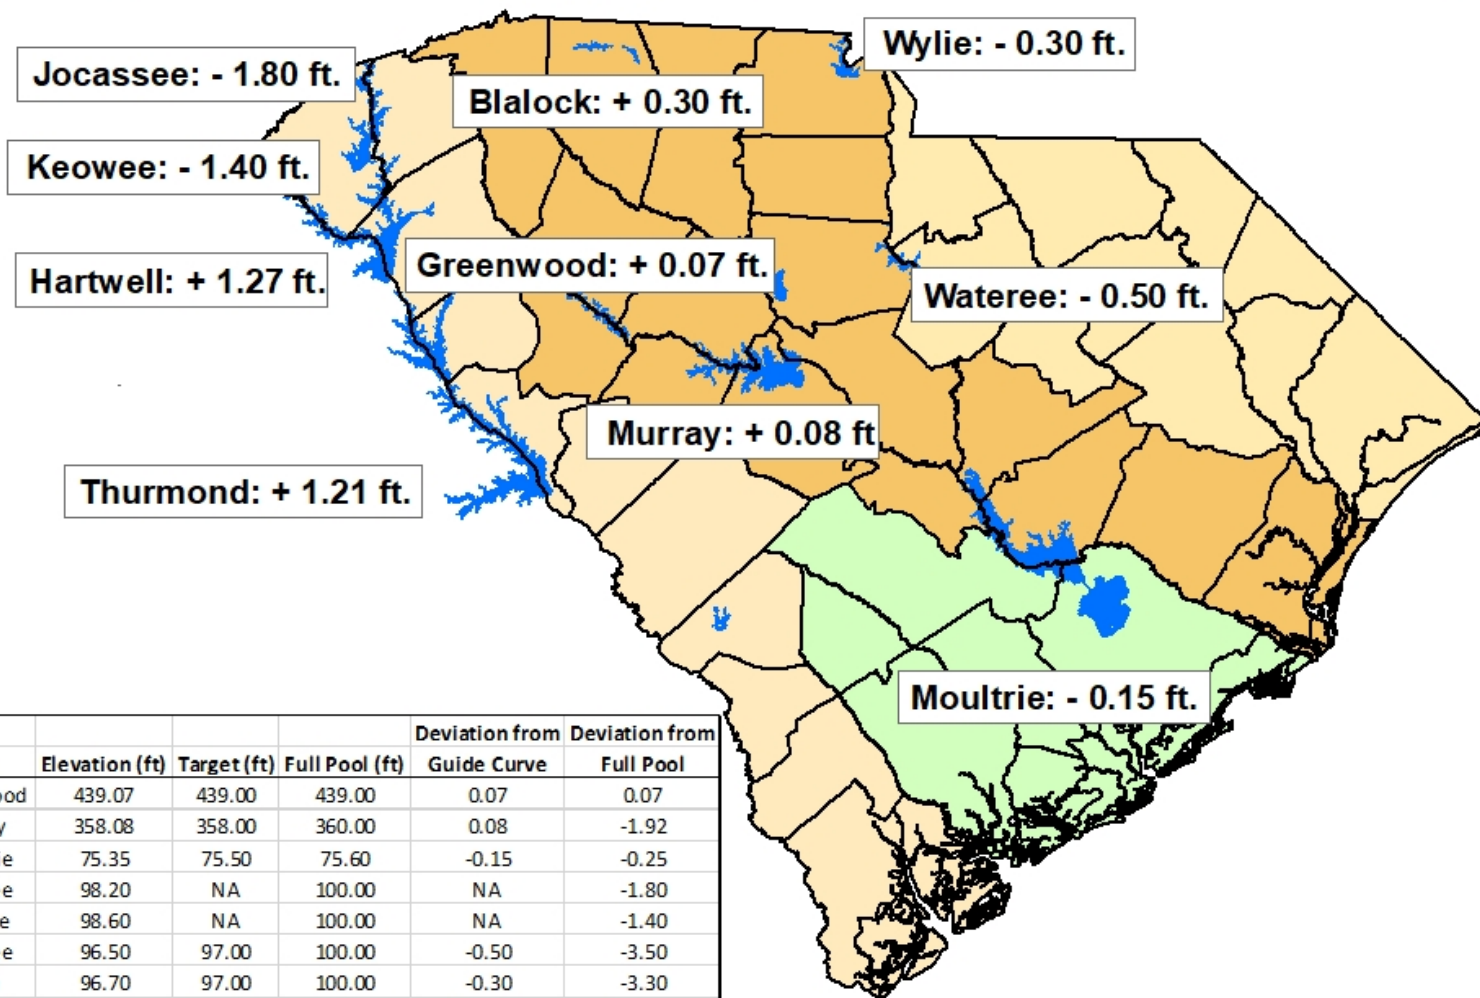 Wylie: - 0.30 ft.
Jocassee: - 1.80 ft.
Blalock: + 0.30 ft.
Keowee: - 1.40 ft.
Greenwood: + 0.07 ft.
Hartwell: + 1.27 ft.
Wateree: - 0.50 ft.
Murray: + 0.08 ft
Thurmond: + 1.21 ft.
Moultrie: - 0.15 ft.
Deviation from Deviation from
Elevation (ft) Target (ft) Full Pool (ft) Guide Curve Full Pool
ood 439.07 439.00 439.00 0.07 0.07
y 358.08 358.00 360.00 0.08 -1.92
ie 75.35 75.50 75.60 -0.15 -0.25
e 98.20 NA 100.00 NA -1.80
e 98.60 NA 100.00 NA -1.40
e 96.50 97.00 100.00 -0.50 -3.50
96.70 97.00 100.00 -0.30 -3.30